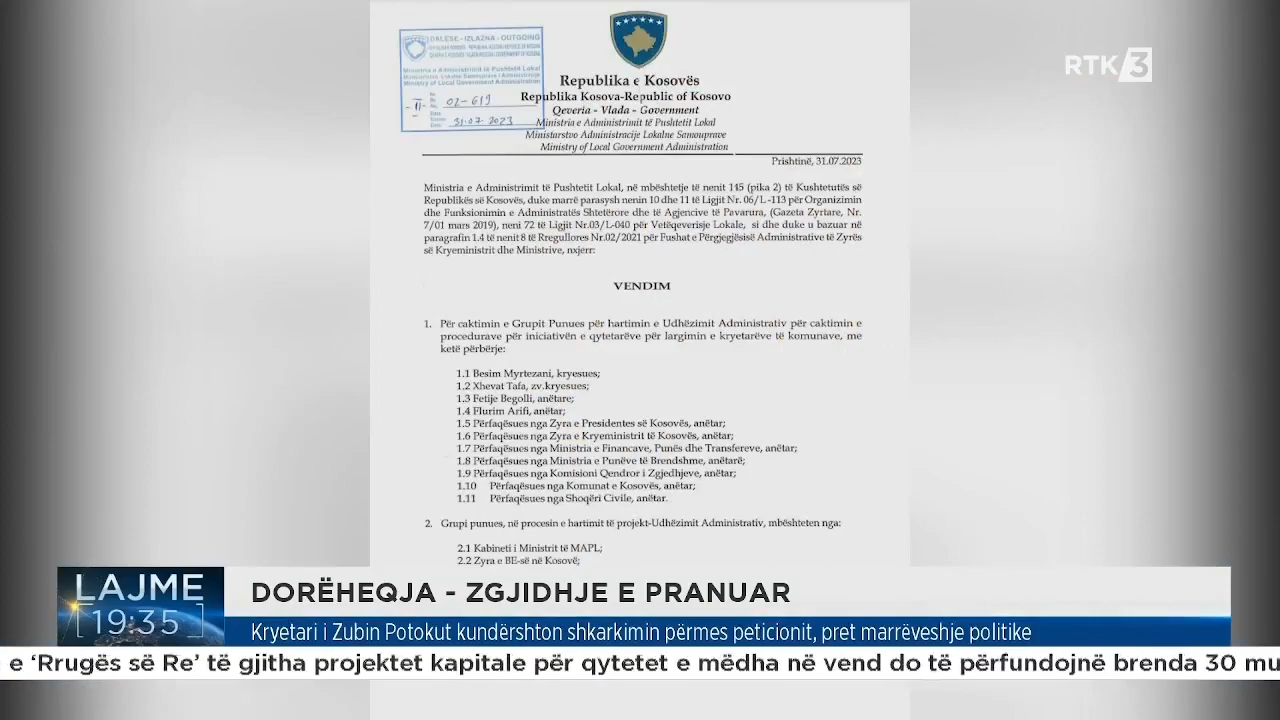 DALËSE - IZLAZNA - OUTGOING
Ministria e Administrimit të Pushtetit Lokal
Ministry of Local Government Administration
02-619
31.07.2023
RTK 3
Republika e Kosovës
Republika Kosova-Republic of Kosovo
Qeveria - Vlada - Government
Ministria e Administrimit të Pushtetit Lokal
Ministarstvo Administracije Lokalne Samouprave
Ministry of Local Government Administration
Prishtinë, 31.07.2023
Ministria e Administrimit të Pushtetit Lokal, në mbështetje të nenit 145 (pika 2) të Kushtetutës së
Republikës së Kosovës, duke marrë parasysh nenin 10 dhe 11 të Ligjit Nr. 06/L -113 për Organizimin
dhe Funksionimin e Administratës Shtetërore dhe të Agjencive të Pavarura, (Gazeta Zyrtare, Nr.
7/01 mars 2019), neni 72 të Ligjit Nr.03/L-040 për Vetëqeverisje Lokale, si dhe duke u bazuar në
paragrafin 1.4 të nenit 8 të Rregullores Nr.02/2021 për Fushat e Përgjegjësisë Administrative të Zyrës
së Kryeministrit dhe Ministrive, nxjerr:
VENDIM
1. Për caktimin e Grupit Punues për hartimin e Udhëzimit Administrativ për caktimin e
procedurave për iniciativën e qytetarëve për largimin e kryetarëve të komunave, me
ketë përbërje:
1.1 Besim Myrtezani, kryesues;
1.2 Xhevat Tafa, zv.kryesues;
1.3 Fetije Begolli, anëtare;
1.4 Flurim Arifi, anëtar;
1.5 Përfaqësues nga Zyra e Presidentes së Kosovës, anëtar;
1.6 Përfaqësues nga Zyra e Kryeministrit të Kosovës, anëtar;
1.7 Përfaqësues nga Ministria e Financave, Punës dhe Transfereve, anëtar;
1.8 Përfaqësues nga Ministria e Punëve të Brendshme, anëtarë;
1.9 Përfaqësues nga Komisioni Qendror i Zgjedhjeve, anëtar;
1.10 Përfaqësues nga Komunat e Kosovës, anëtar;
1.11 Përfaqësues nga Shoqëri Civile, anëtar.
2. Grupi punues, në procesin e hartimit të projekt-Udhëzimit Administrativ, mbështeten nga:
2.1 Kabineti i Ministrit të MAPL;
2.2 Zyra e BE-së në Kosovë;
LAJME
19:35
DORËHEQJA - ZGJIDHJE E PRANUAR
Kryetari i Zubin Potokut kundërshton shkarkimin përmes peticionit, pret marrëveshje politike
e ‘Rrugës së Re’ të gjitha projektet kapitale për qytetet e mëdha në vend do të përfundojnë brenda 30 mu